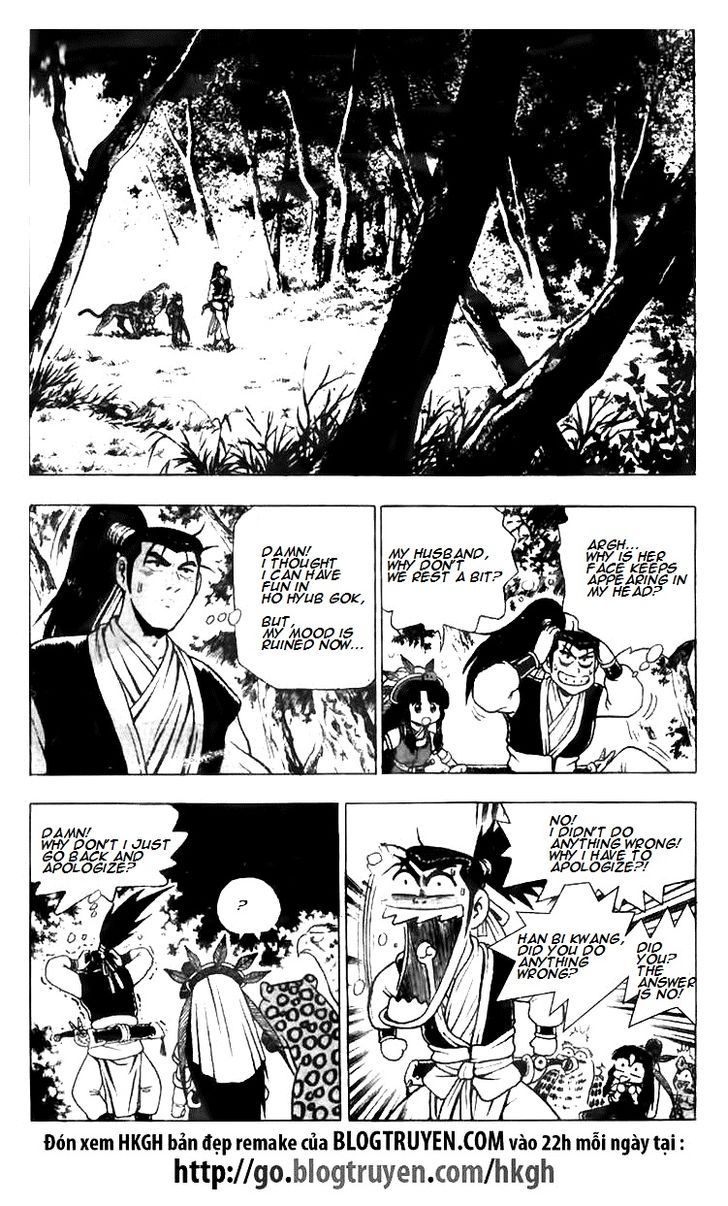 DAMN!
I THOUGHT
I CAN HAVE
FUN IN
HO HYUB GOK,
BUT,
MY MOOD IS
RUINED NOW...
MY HUSBAND,
WHY DON'T
WE REST A BIT?
ARGH...
WHY IS HER
FACE KEEPS
APPEARING IN
MY HEAD?
DAMN!
WHY DON'T I JUST
GO BACK AND
APOLOGIZE?
?
NO!
I DIDN'T DO
ANYTHING WRONG!
WHY I HAVE TO
APOLOGIZE?!
HAN BI KWANG,
DID YOU DO
ANYTHING
WRONG?
DID
YOU?
THE
ANSWER
IS NO!
Đón xem HKGH bản đẹp remake của BLOGTRUYEN.COM vào 22h mỗi ngày tại :
http://go.blogtruyen.com/hkgh